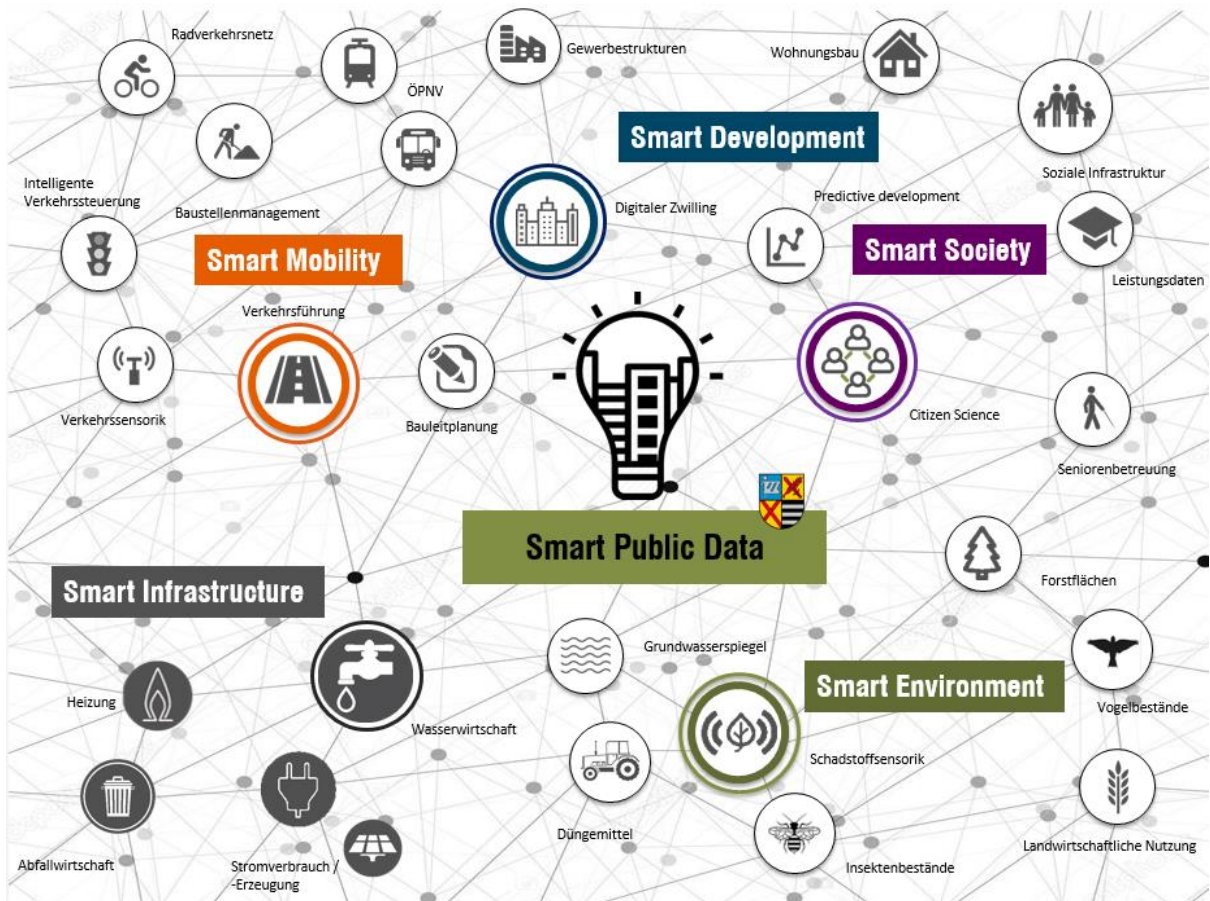 Radverkehrsnetz
ÖPNV
Gewerbestrukturen
Wohnungsbau
Smart Development
Soziale Infrastruktur
Intelligente
Verkehrssteuerung
Baustellenmanagement
Digitaler Zwilling
Predictive development
Smart Mobility
Smart Society
Leistungsdaten
Verkehrsführung
Verkehrssensorik
Bauleitplanung
Citizen Science
Seniorenbetreuung
Smart Public Data
Smart Infrastructure
Forstflächen
Grundwasserspiegel
Smart Environment
Heizung
Wasserwirtschaft
Vogelbestände
Schadstoffsensorik
Düngemittel
Landwirtschaftliche Nutzung
Abfallwirtschaft
Stromverbrauch /
-Erzeugung
Insektenbestände